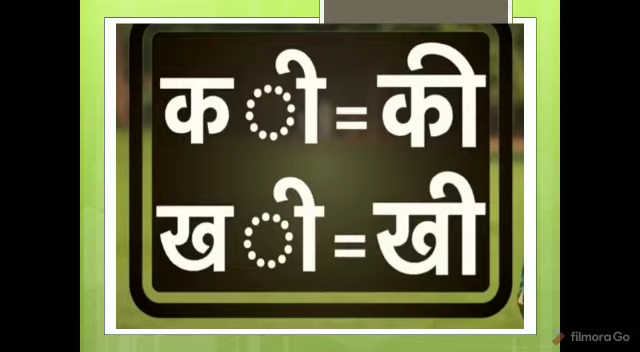 क ी = की
ख ी = खी
filmora Go